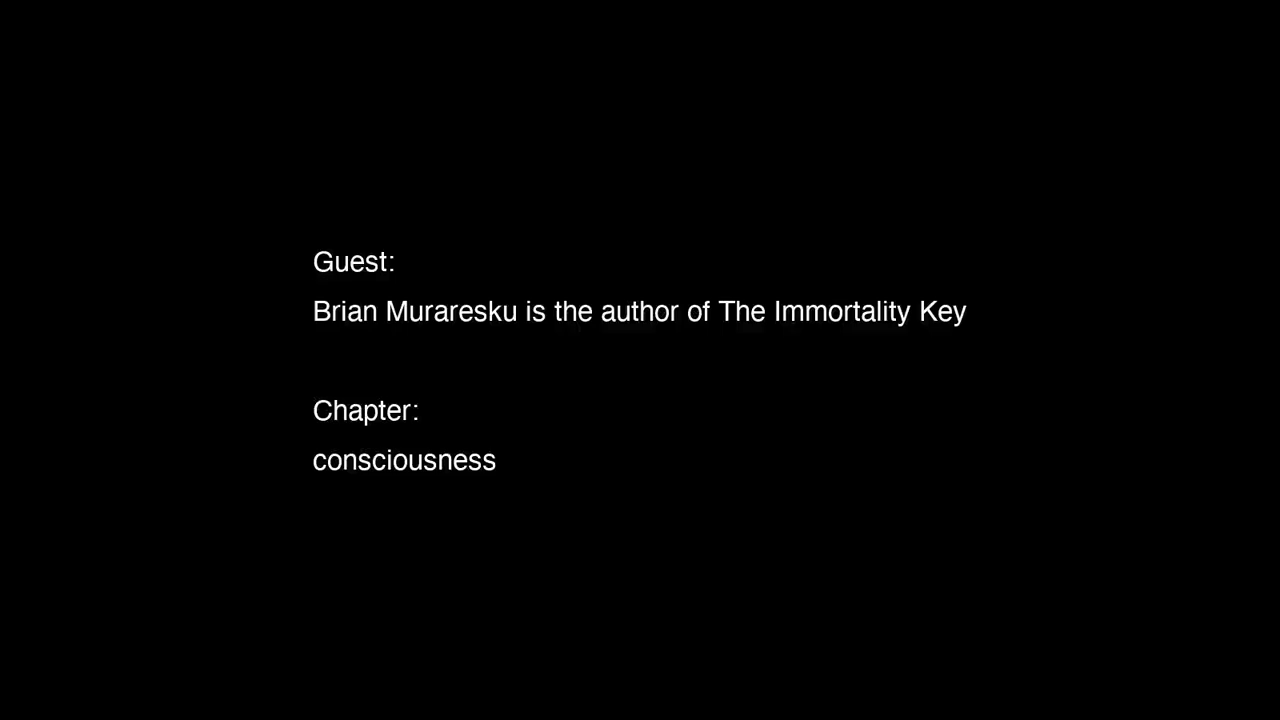 Guest:
Brian Muraresku is the author of The Immortality Key
Chapter:
consciousness